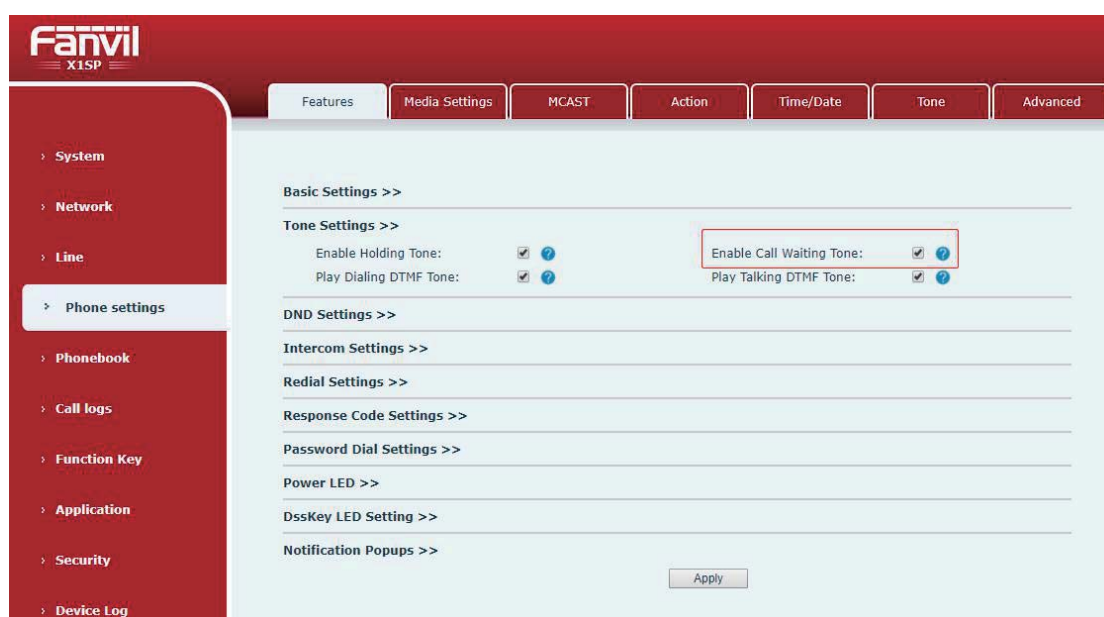 Fanvil
X1SP
Features Media Settings MCAST Action Time/Date Tone Advanced
› System
› Network
› Line
› Phone settings
› Phonebook
› Call logs
› Function Key
› Application
› Security
› Device Log
Basic Settings >>
Tone Settings >>
Enable Holding Tone: ? Enable Call Waiting Tone: ?
Play Dialing DTMF Tone: ? Play Talking DTMF Tone: ?
DND Settings >>
Intercom Settings >>
Redial Settings >>
Response Code Settings >>
Password Dial Settings >>
Power LED >>
DssKey LED Setting >>
Notification Popups >>
Apply